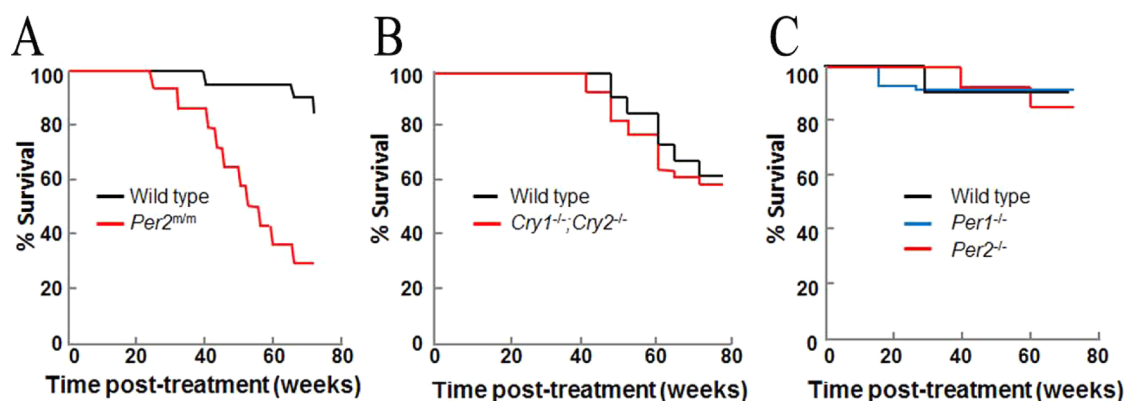 A
% Survival
100
80
60
40
20
0
Wild type
Per2m/m
0 20 40 60 80
Time post-treatment (weeks)
B
% Survival
100
80
60
40
20
0
Wild type
Cry1-/-;Cry2-/-
0 20 40 60 80
Time post-treatment (weeks)
C
% Survival
100
80
60
40
20
0
Wild type
Per1-/-
Per2-/-
0 20 40 60 80
Time post-treatment (weeks)